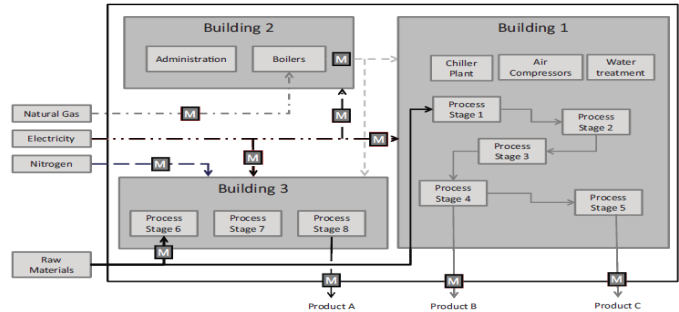 Building 2
Administration
Boilers
M
Building 1
Chiller
Plant
Air
Compressors
Water
treatment
Natural Gas
M
M
Process
Stage 1
Process
Stage 2
Electricity
M
M
Process
Stage 3
Nitrogen
M
Building 3
Process
Stage 4
Process
Stage 5
Process
Stage 6
Process
Stage 7
Process
Stage 8
Raw
Materials
M
M
M
M
Product A
Product B
Product C